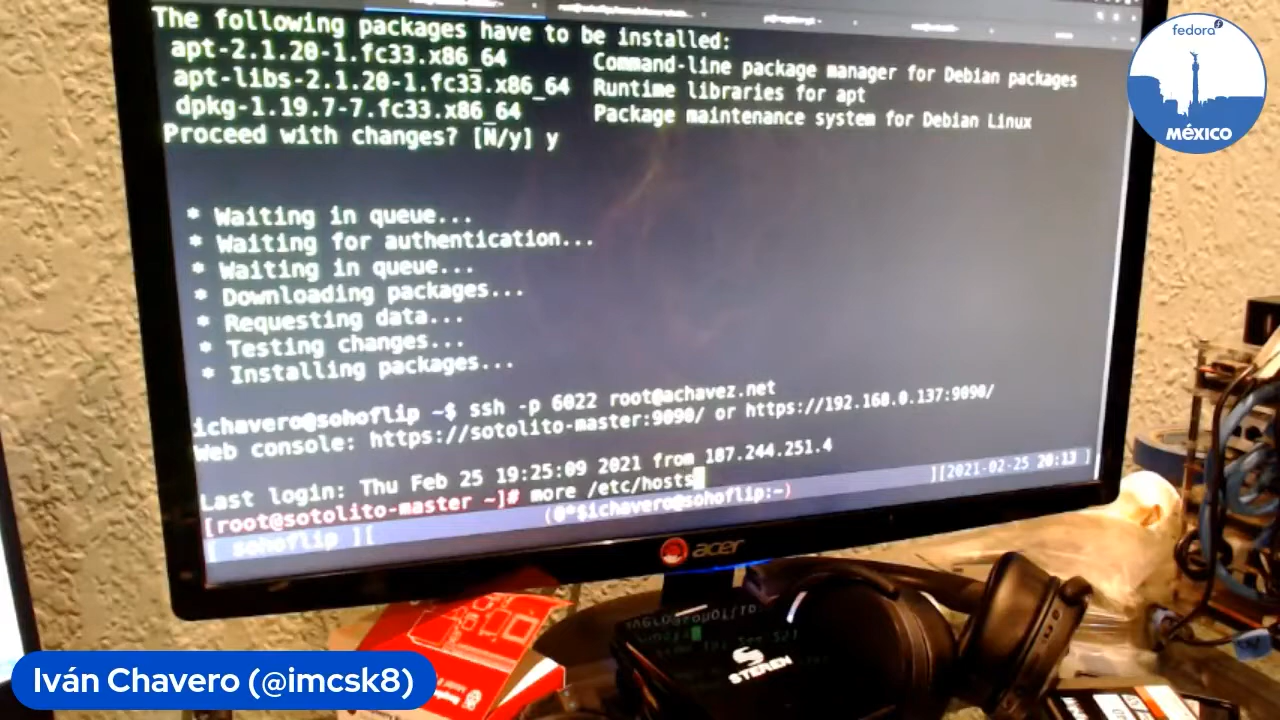 The following packages have to be installed:
apt-2.1.20-1.fc33.x86_64 Command-line package manager for Debian packages
apt-libs-2.1.20-1.fc33.x86_64 Runtime libraries for apt
dpkg-1.19.7-7.fc33.x86_64 Package maintenance system for Debian Linux
Proceed with changes? [N/y] y
* Waiting in queue...
* Waiting for authentication...
* Waiting in queue...
* Downloading packages...
* Requesting data...
* Testing changes...
* Installing packages...
ichavero@sohoflip ~$ ssh -p 6022 root@achavez.net
Web console: https://sotolito-master:9090/ or https://192.168.0.137:9090/
Last login: Thu Feb 25 19:25:09 2021 from 187.244.251.4
[root@sotolito-master ~]# more /etc/hosts
[ sohoflip ][ (0*$ichavero@sohoflip:~) ][2021-02-25 20:13 ]
acer
STEREN
fedora
MÉXICO
Iván Chavero (@imcsk8)